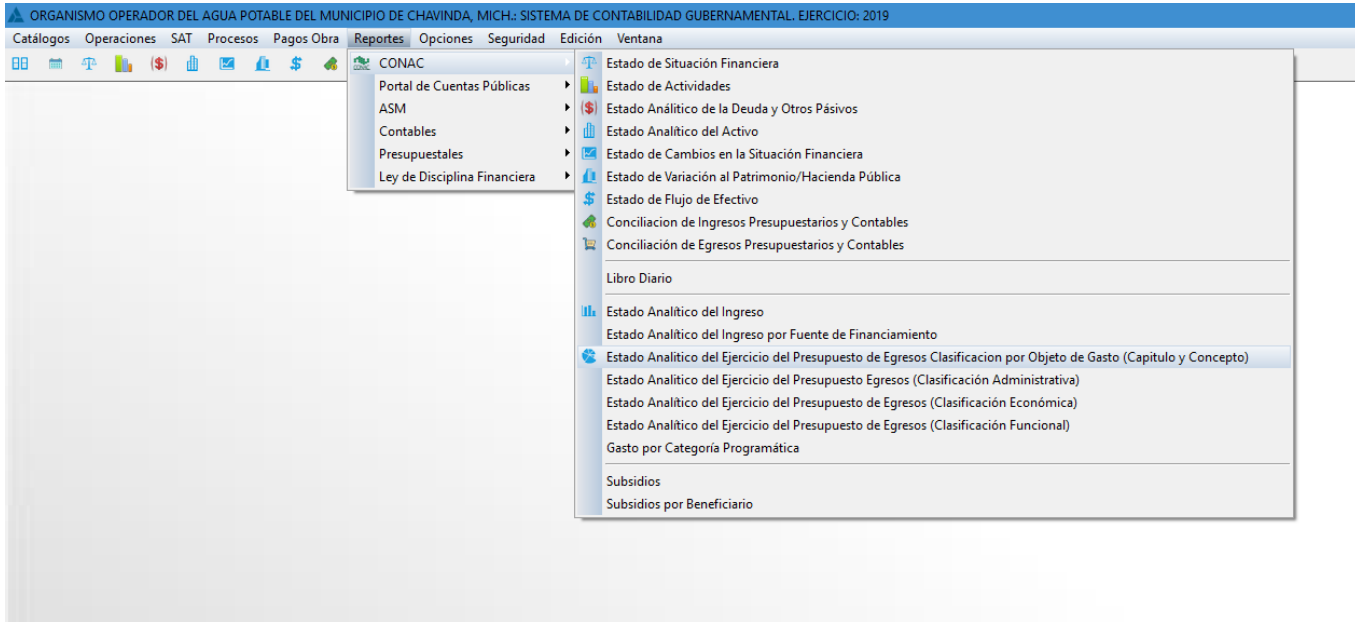 ORGANISMO OPERADOR DEL AGUA POTABLE DEL MUNICIPIO DE CHAVINDA, MICH.: SISTEMA DE CONTABILIDAD GUBERNAMENTAL. EJERCICIO: 2019
Catálogos Operaciones SAT Procesos Pagos Obra Reportes Opciones Seguridad Edición Ventana
CONAC
Portal de Cuentas Públicas
ASM
Contables
Presupuestales
Ley de Disciplina Financiera
Estado de Situación Financiera
Estado de Actividades
Estado Análitico de la Deuda y Otros Pásivos
Estado Analítico del Activo
Estado de Cambios en la Situación Financiera
Estado de Variación al Patrimonio/Hacienda Pública
Estado de Flujo de Efectivo
Conciliacion de Ingresos Presupuestarios y Contables
Conciliación de Egresos Presupuestarios y Contables
Libro Diario
Estado Analítico del Ingreso
Estado Analítico del Ingreso por Fuente de Financiamiento
Estado Analitico del Ejercicio del Presupuesto de Egresos Clasificacion por Objeto de Gasto (Capitulo y Concepto)
Estado Analítico del Ejercicio del Presupuesto Egresos (Clasificación Administrativa)
Estado Analítico del Ejercicio del Presupuesto de Egresos (Clasificación Económica)
Estado Analítico del Ejercicio del Presupuesto de Egresos (Clasificación Funcional)
Gasto por Categoría Programática
Subsidios
Subsidios por Beneficiario